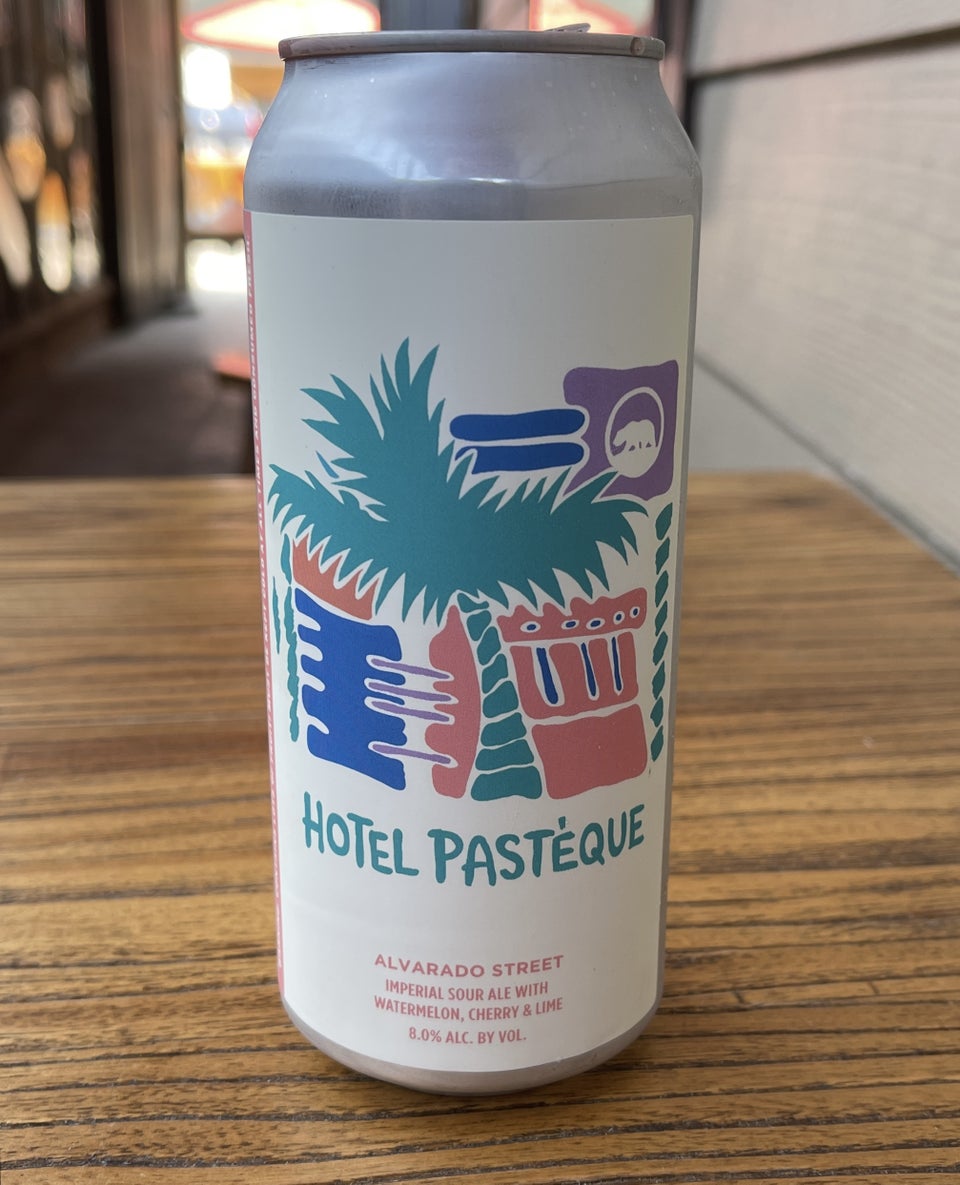 HOTEL PASTÈQUE
ALVARADO STREET
IMPERIAL SOUR ALE WITH
WATERMELON, CHERRY & LIME
8.0% ALC. BY VOL.